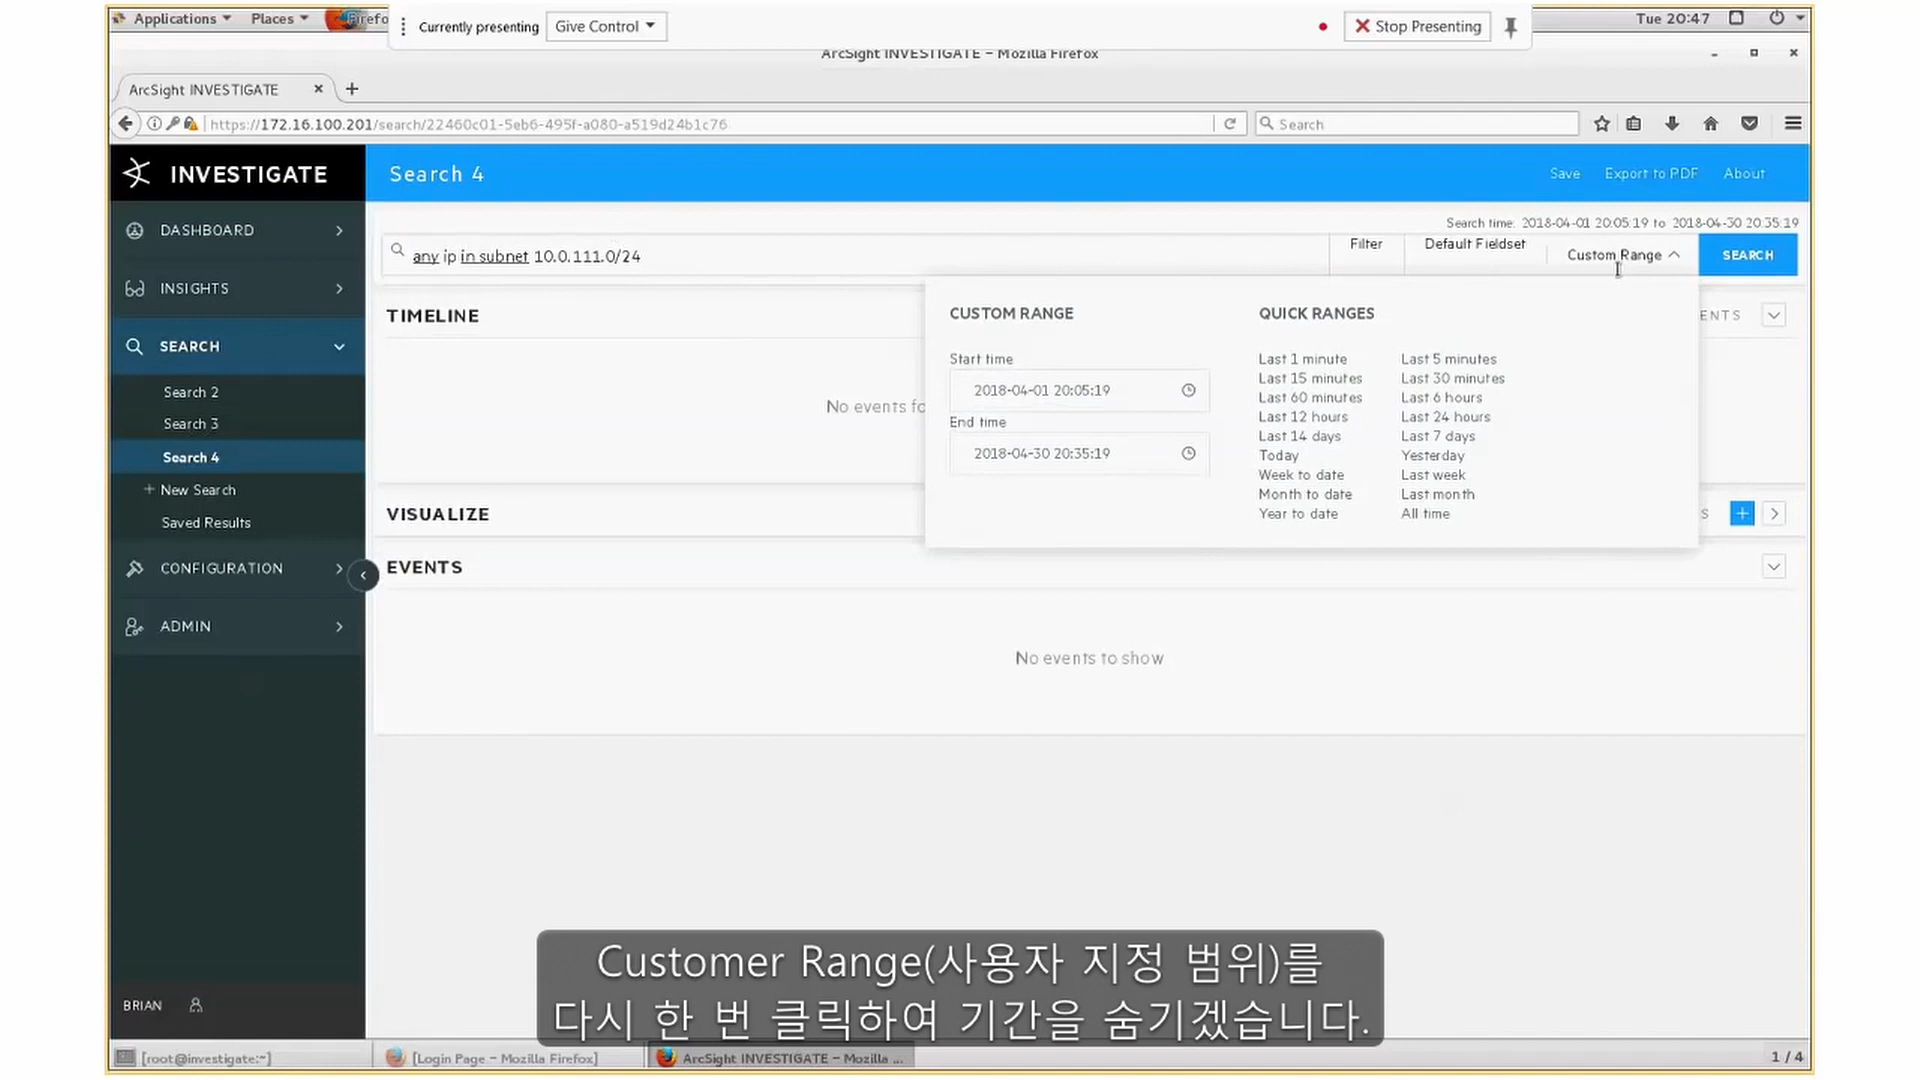 Applications Places Firefo
Currently presenting Give Control Stop Presenting
Tue 20:47
ArcSight INVESTIGATE - Mozilla Firefox
ArcSight INVESTIGATE
https://172.16.100.201/search/22460c01-5eb6-495f-a080-a519d24b1c76
Search
INVESTIGATE
Search 4
Save Export to PDF About
DASHBOARD
INSIGHTS
SEARCH
Search 2
Search 3
Search 4
+ New Search
Saved Results
CONFIGURATION
ADMIN
BRIAN
Search time: 2018-04-01 20:05:19 to 2018-04-30 20:35:19
any ip in subnet 10.0.111.0/24
Filter Default Fieldset Custom Range SEARCH
TIMELINE
ENTS
No events fo
CUSTOM RANGE
Start time
2018-04-01 20:05:19
End time
2018-04-30 20:35:19
QUICK RANGES
Last 1 minute Last 5 minutes
Last 15 minutes Last 30 minutes
Last 60 minutes Last 6 hours
Last 12 hours Last 24 hours
Last 14 days Last 7 days
Today Yesterday
Week to date Last week
Month to date Last month
Year to date All time
VISUALIZE
S
EVENTS
No events to show
Customer Range(사용자 지정 범위)를
다시 한 번 클릭하여 기간을 숨기겠습니다.
[root@investigate:~] [Login Page - Mozilla Firefox] ArcSight INVESTIGATE - Mozilla ... 1 / 4